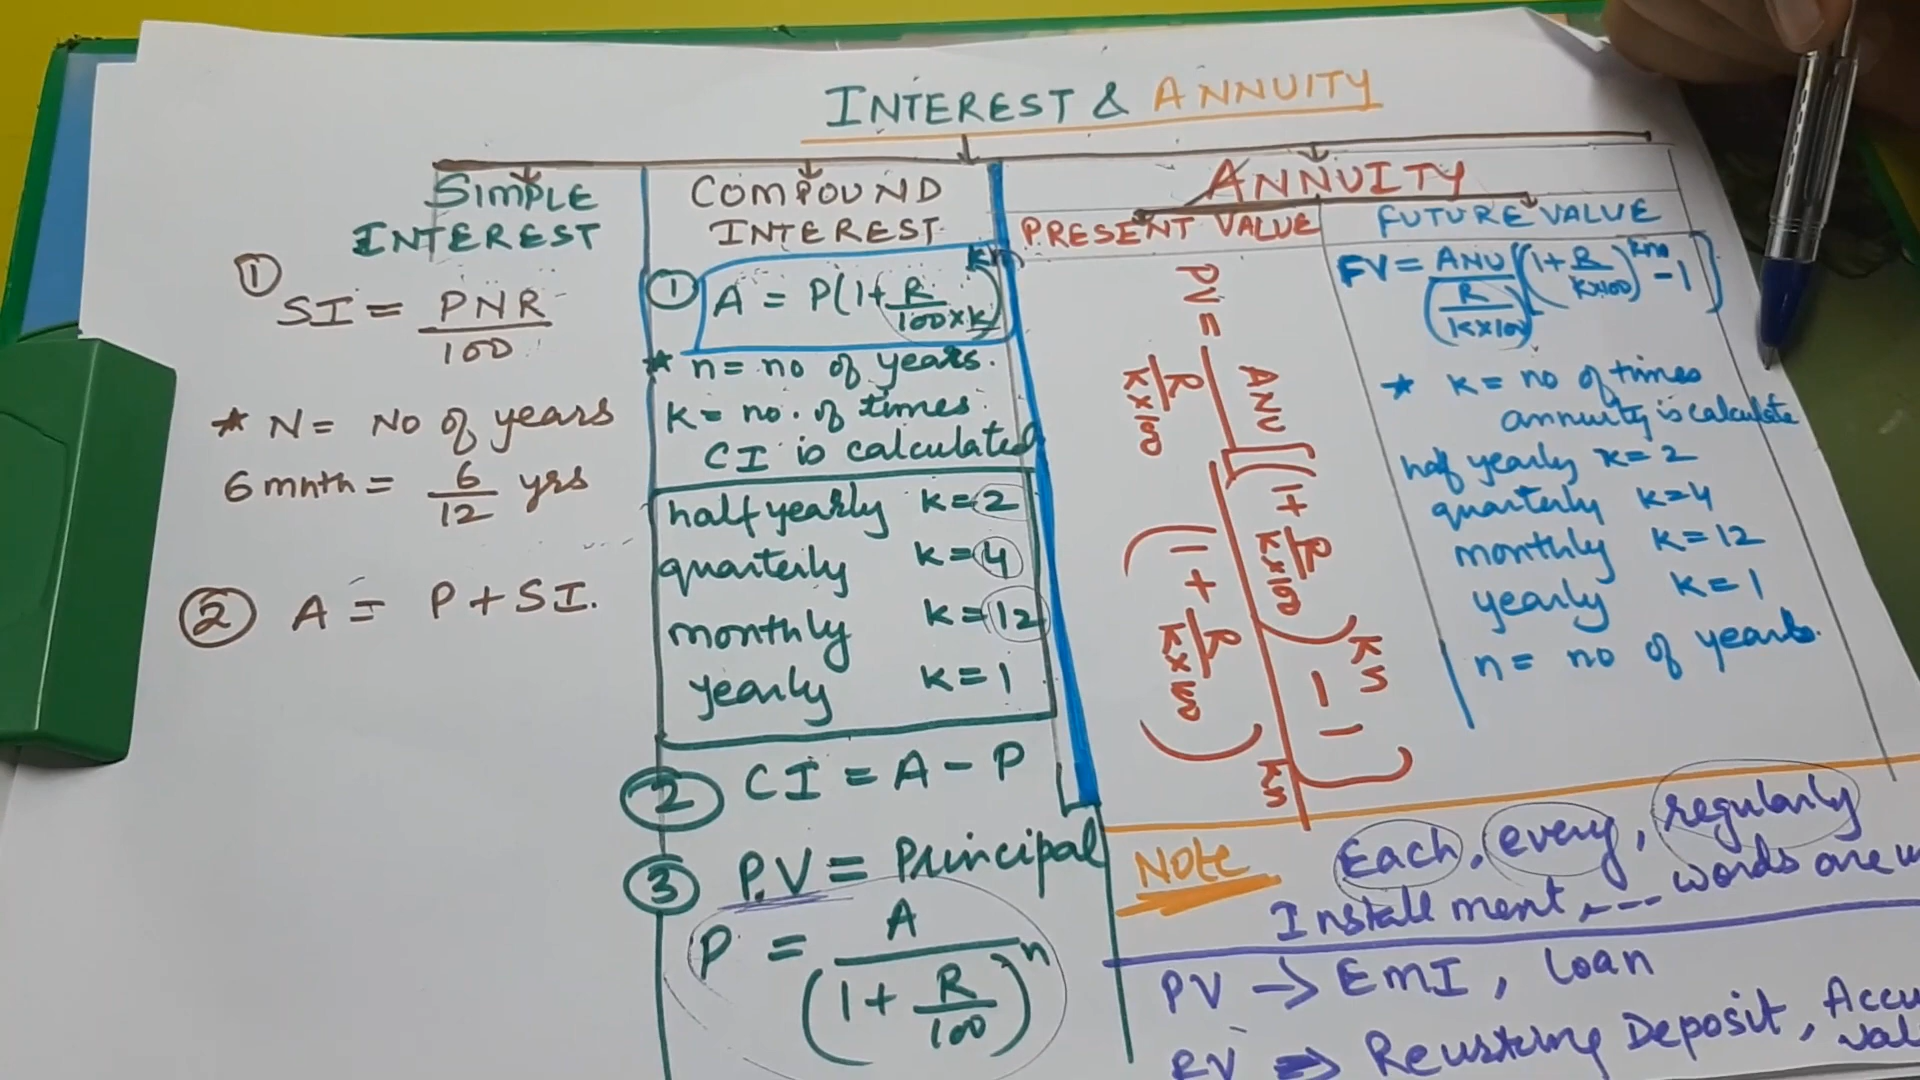 INTEREST & ANNUITY
SIMPLE
INTEREST
① SI = PNR / 100
* N = No of years
6 mnth = 6/12 yrs
② A = P + SI.
COMPOUND
INTEREST
① A = P(1 + R/100×k)^kn
* n = no of years.
k = no. of times
CI is calculated
half yearly k = 2
quarterly k = 4
monthly k = 12
yearly k = 1
② CI = A - P
③ P.V = Principal
P = A / (1 + R/100)^n
ANNUITY
PRESENT VALUE
PV = ANU / (R/K×100) [(1 + R/K×100)^kn - 1) / (1 + R/K×100)^kn
FUTURE VALUE
FV = ANU / (R/K×100) [(1 + R/K×100)^kn - 1]
* k = no of times
annuity is calculate
half yearly k = 2
quarterly k = 4
monthly k = 12
yearly k = 1
n = no of years.
Note Each, every, regularly
Installment, --- words are
PV → EMI, loan
FV → Deposit,